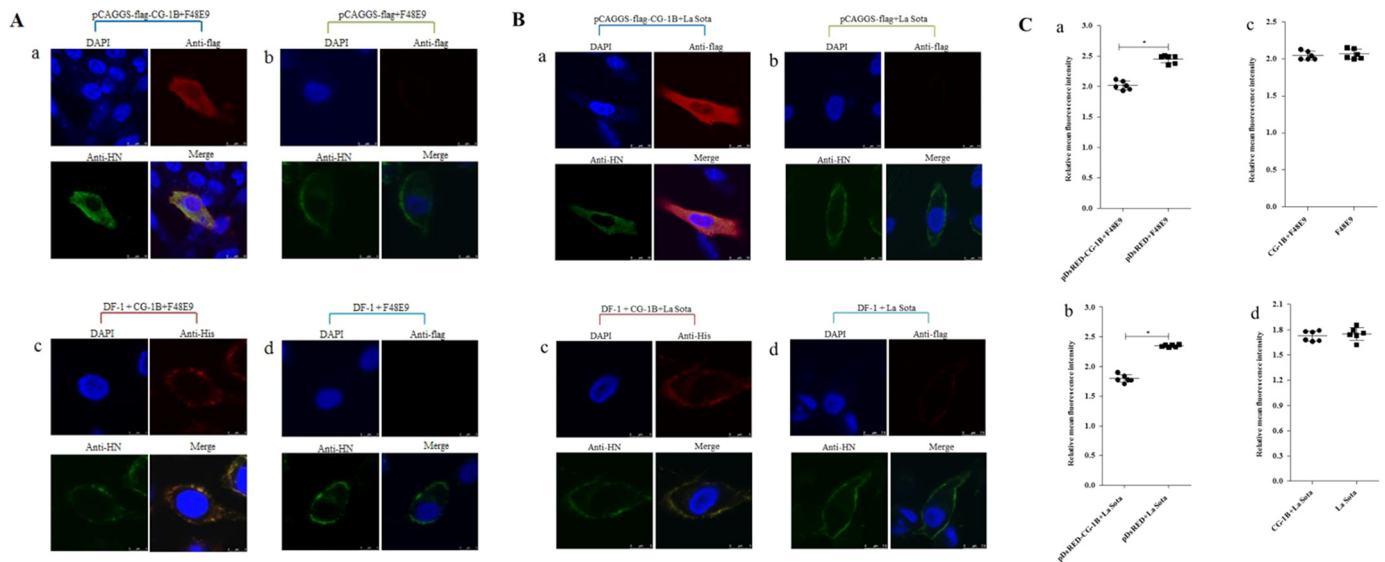 A
pCAGGS-flag-CG-1B+F48E9
a
DAPI
Anti-flag
Anti-HN
Merge
pCAGGS-flag+F48E9
b
DAPI
Anti-flag
Anti-HN
Merge
DF-1 + CG-1B+F48E9
c
DAPI
Anti-His
Anti-HN
Merge
DF-1 + F48E9
d
DAPI
Anti-flag
Anti-HN
Merge
B
pCAGGS-flag-CG-1B+La Sota
a
DAPI
Anti-flag
Anti-HN
Merge
pCAGGS-flag+La Sota
b
DAPI
Anti-flag
Anti-HN
Merge
DF-1 + CG-1B+La Sota
c
DAPI
Anti-His
Anti-HN
Merge
DF-1 + La Sota
d
DAPI
Anti-flag
Anti-HN
Merge
C
a
Relative mean fluorescence intensity
3.0
2.5
2.0
1.5
1.0
0.5
0.0
*
pDsRED-CG-1B+F48E9
pDsRED+F48E9
c
Relative mean fluorescence intensity
2.5
2.0
1.5
1.0
0.5
0.0
CG-1B+F48E9
F48E9
b
Relative mean fluorescence intensity
3.0
2.5
2.0
1.5
1.0
0.5
0.0
*
pDsRED-CG-1B+La Sota
pDsRED+La Sota
d
Relative mean fluorescence intensity
2.1
1.8
1.5
1.2
0.9
0.6
0.3
0.0
CG-1B+La Sota
La Sota